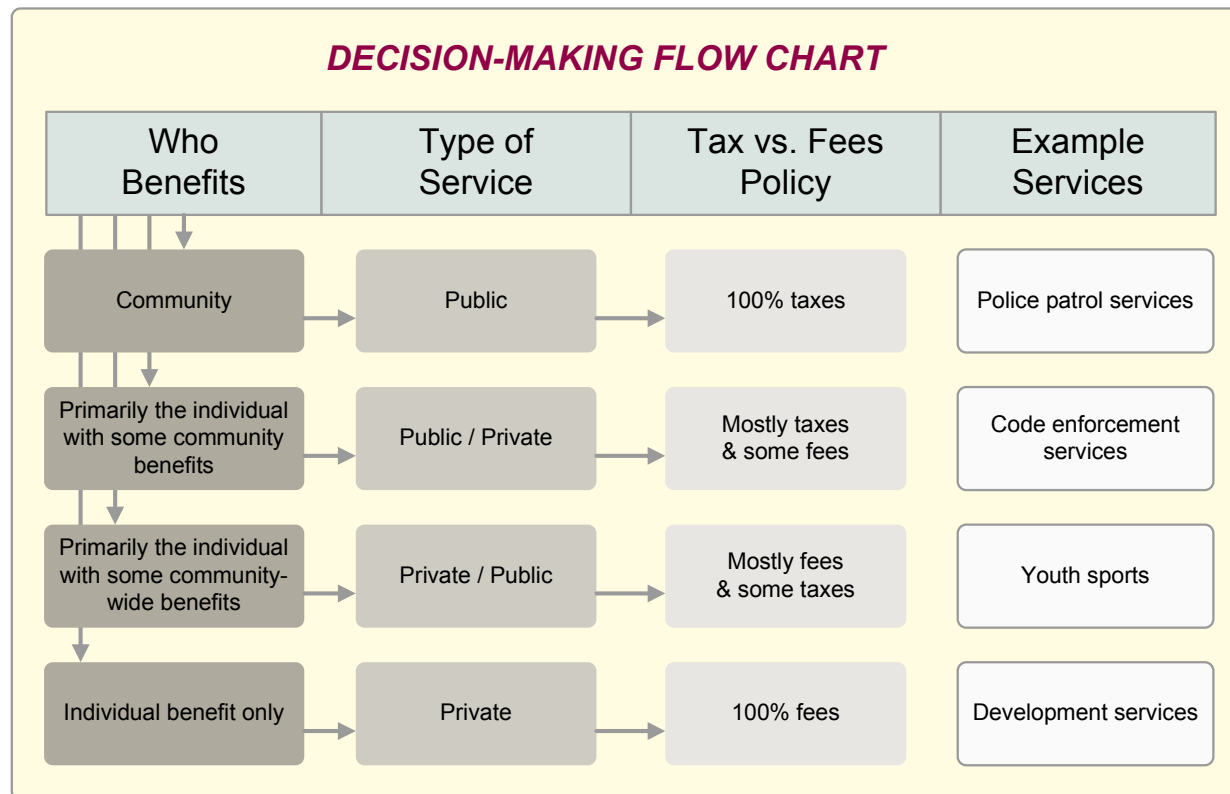 DECISION-MAKING FLOW CHART
Who
Benefits
Type of
Service
Tax vs. Fees
Policy
Example
Services
Community
Public
100% taxes
Police patrol services
Primarily the individual
with some community
benefits
Public / Private
Mostly taxes
& some fees
Code enforcement
services
Primarily the individual
with some community-
wide benefits
Private / Public
Mostly fees
& some taxes
Youth sports
Individual benefit only
Private
100% fees
Development services